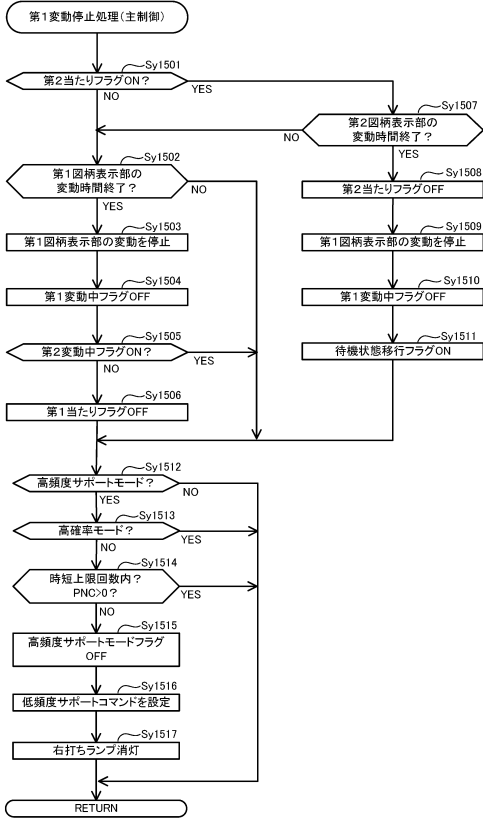 第1変動停止処理(主制御)
Sy1501
第2当たりフラグON?
YES
NO
Sy1507
第2図柄表示部の
変動時間終了?
NO
YES
Sy1502
第1図柄表示部の
変動時間終了?
NO
YES
Sy1508
第2当たりフラグOFF
Sy1503
第1図柄表示部の変動を停止
Sy1509
第1図柄表示部の変動を停止
Sy1504
第1変動中フラグOFF
Sy1510
第1変動中フラグOFF
Sy1505
第2変動中フラグON?
YES
NO
Sy1511
待機状態移行フラグON
Sy1506
第1当たりフラグOFF
Sy1512
高頻度サポートモード?
NO
YES
Sy1513
高確率モード?
YES
NO
Sy1514
時短上限回数内?
PNC>0?
YES
NO
Sy1515
高頻度サポートモードフラグ
OFF
Sy1516
低頻度サポートコマンドを設定
Sy1517
右打ちランプ消灯
RETURN